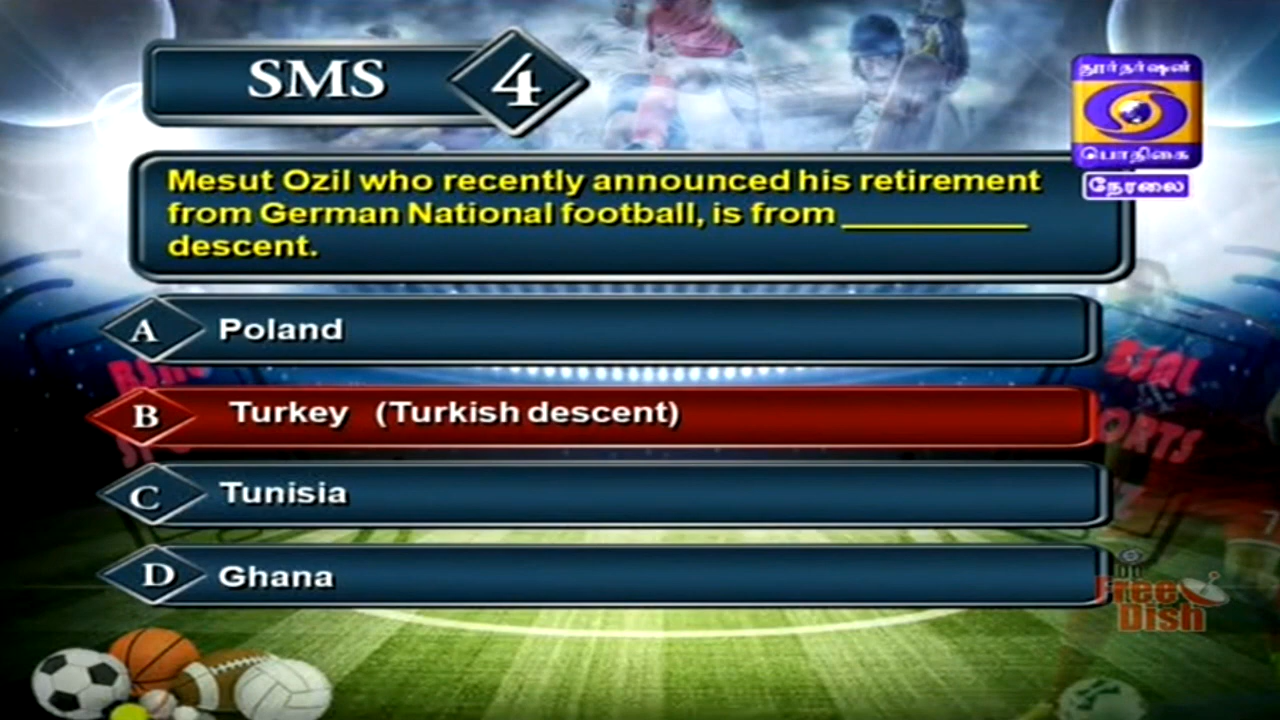 SMS 4
தூர்தர்ஷன்
பொதிகை
நேரலை
Mesut Ozil who recently announced his retirement
from German National football, is from __________
descent.
A Poland
B Turkey (Turkish descent)
C Tunisia
D Ghana
DD
Free
Dish